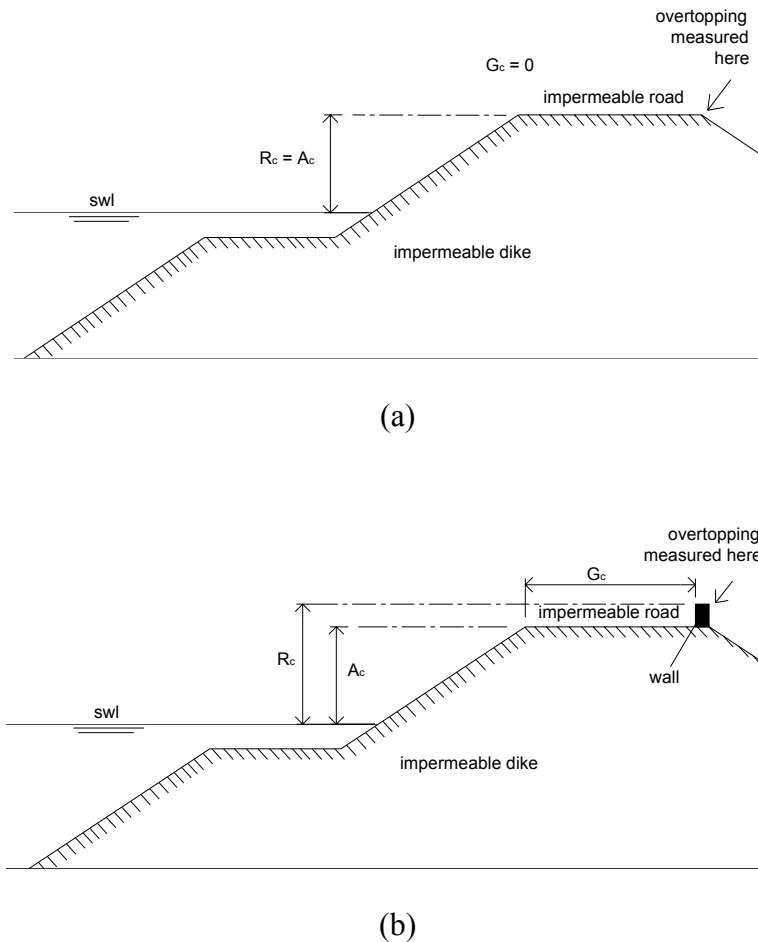 overtopping
measured
here
Gc = 0
impermeable road
Rc = Ac
swl
impermeable dike
(a)
overtopping
measured here
Gc
impermeable road
Rc
Ac
wall
swl
impermeable dike
(b)